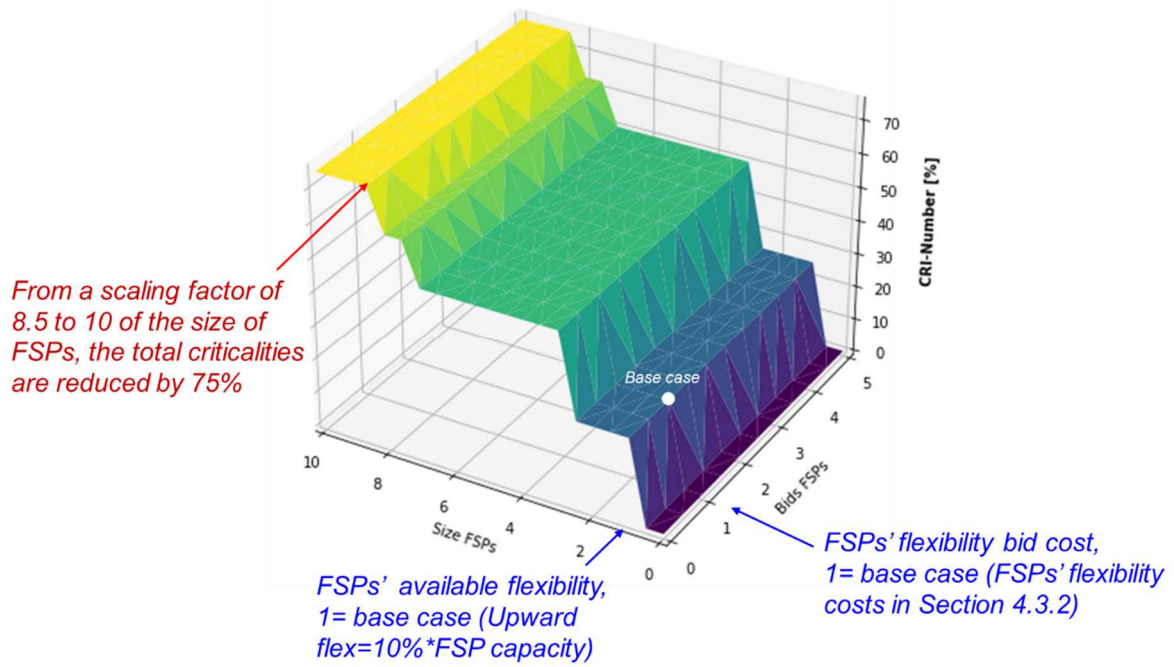 70
60
50
40
30
20
10
0
CRI-Number [%]
From a scaling factor of
8.5 to 10 of the size of
FSPs, the total criticalities
are reduced by 75%
Base case
5
4
3
2
1
0
Bids FSPs
10
8
6
4
2
0
Size FSPs
FSPs’ available flexibility,
1= base case (Upward
flex=10%*FSP capacity)
FSPs’ flexibility bid cost,
1= base case (FSPs’ flexibility
costs in Section 4.3.2)